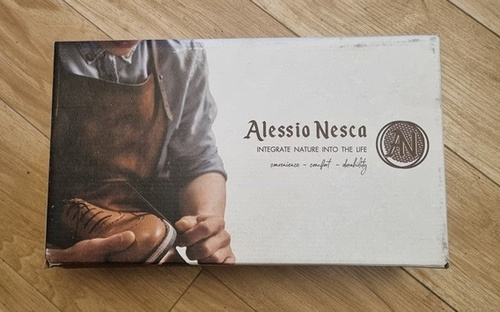 Alessio Nesca
INTEGRATE NATURE INTO THE LIFE
convenience - comfort - durability
AN